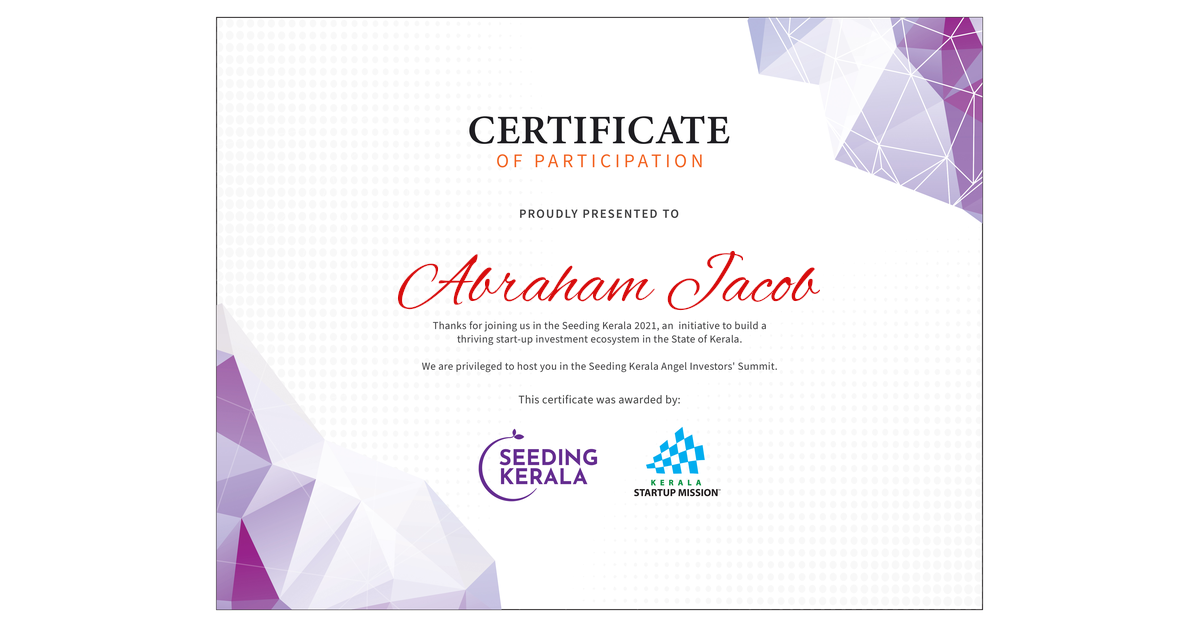 CERTIFICATE
OF PARTICIPATION
PROUDLY PRESENTED TO
Abraham Jacob
Thanks for joining us in the Seeding Kerala 2021, an initiative to build a
thriving start-up investment ecosystem in the State of Kerala.
We are privileged to host you in the Seeding Kerala Angel Investors' Summit.
This certificate was awarded by:
SEEDING
KERALA
KERALA
STARTUP MISSION